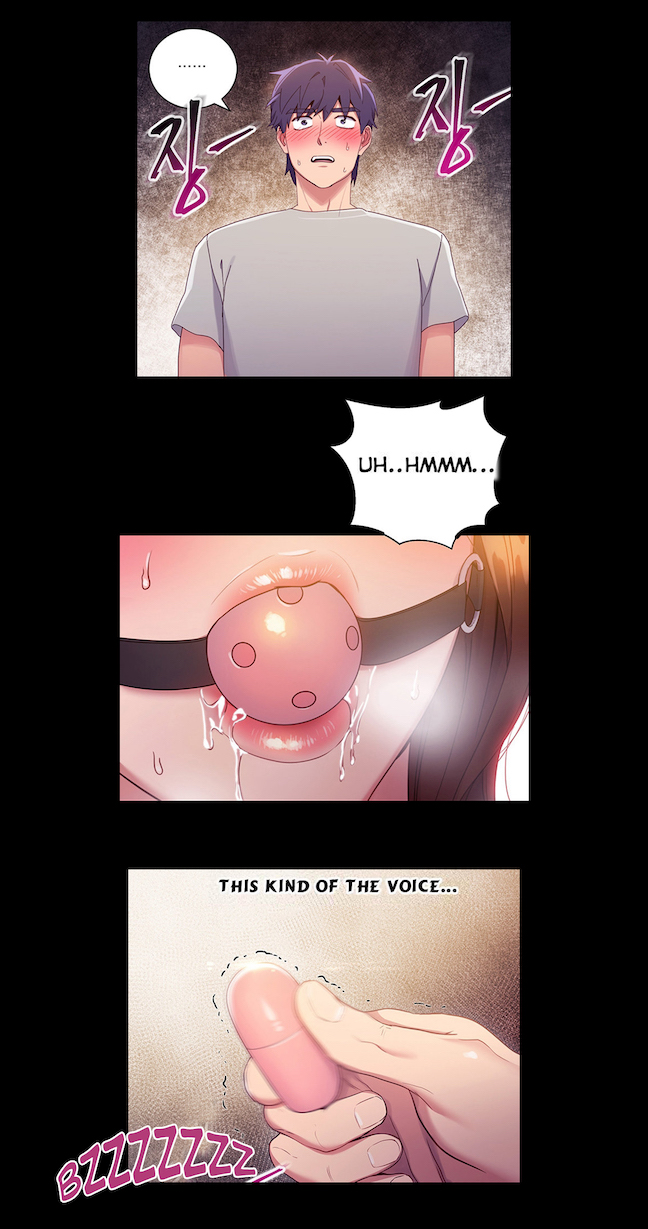 ......
징
징
UH..HMMM...
THIS KIND OF THE VOICE...
BZZZZZZZ